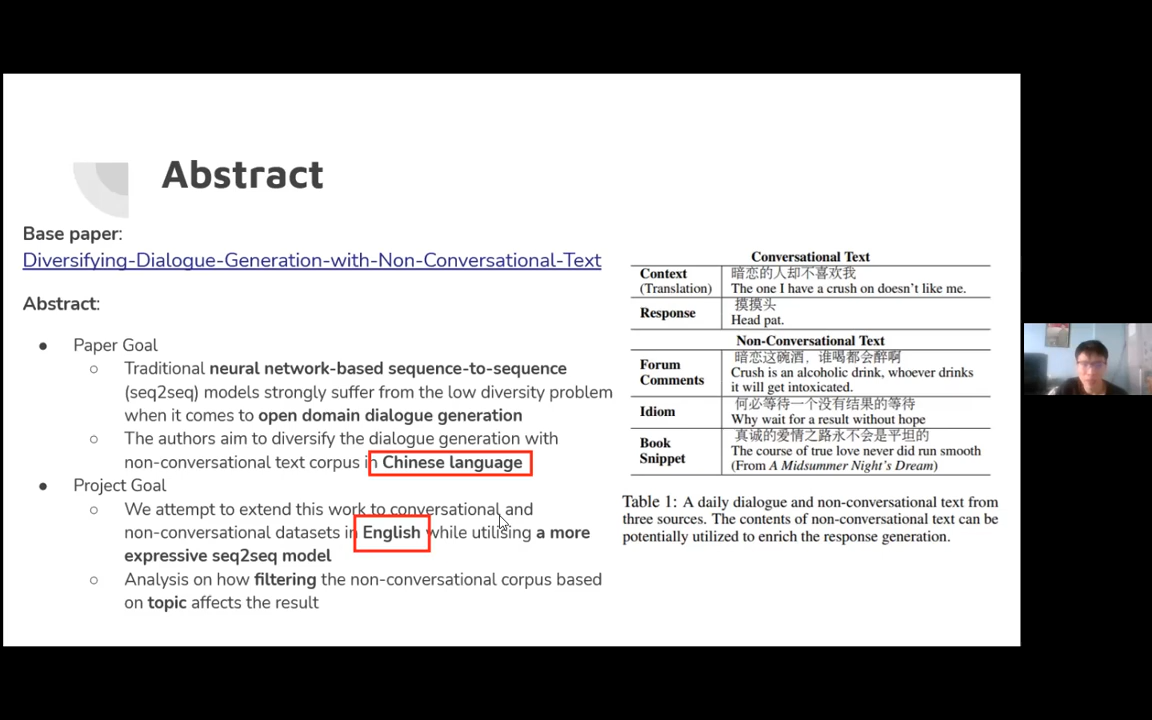 Abstract
Base paper:
Diversifying-Dialogue-Generation-with-Non-Conversational-Text
Abstract:
● Paper Goal
○ Traditional neural network-based sequence-to-sequence
(seq2seq) models strongly suffer from the low diversity problem
when it comes to open domain dialogue generation
○ The authors aim to diversify the dialogue generation with
non-conversational text corpus in Chinese language
● Project Goal
○ We attempt to extend this work to conversational and
non-conversational datasets in English while utilising a more
expressive seq2seq model
○ Analysis on how filtering the non-conversational corpus based
on topic affects the result
Conversational Text
Context
(Translation)
暗恋的人却不喜欢我
The one I have a crush on doesn't like me.
Response
摸摸头
Head pat.
Non-Conversational Text
Forum
Comments
暗恋这碗酒，谁喝都会醉啊
Crush is an alcoholic drink, whoever drinks
it will get intoxicated.
Idiom
何必等待一个没有结果的等待
Why wait for a result without hope
Book
Snippet
真诚的爱情之路永不会是平坦的
The course of true love never did run smooth
(From A Midsummer Night's Dream)
Table 1: A daily dialogue and non-conversational text from
three sources. The contents of non-conversational text can be
potentially utilized to enrich the response generation.